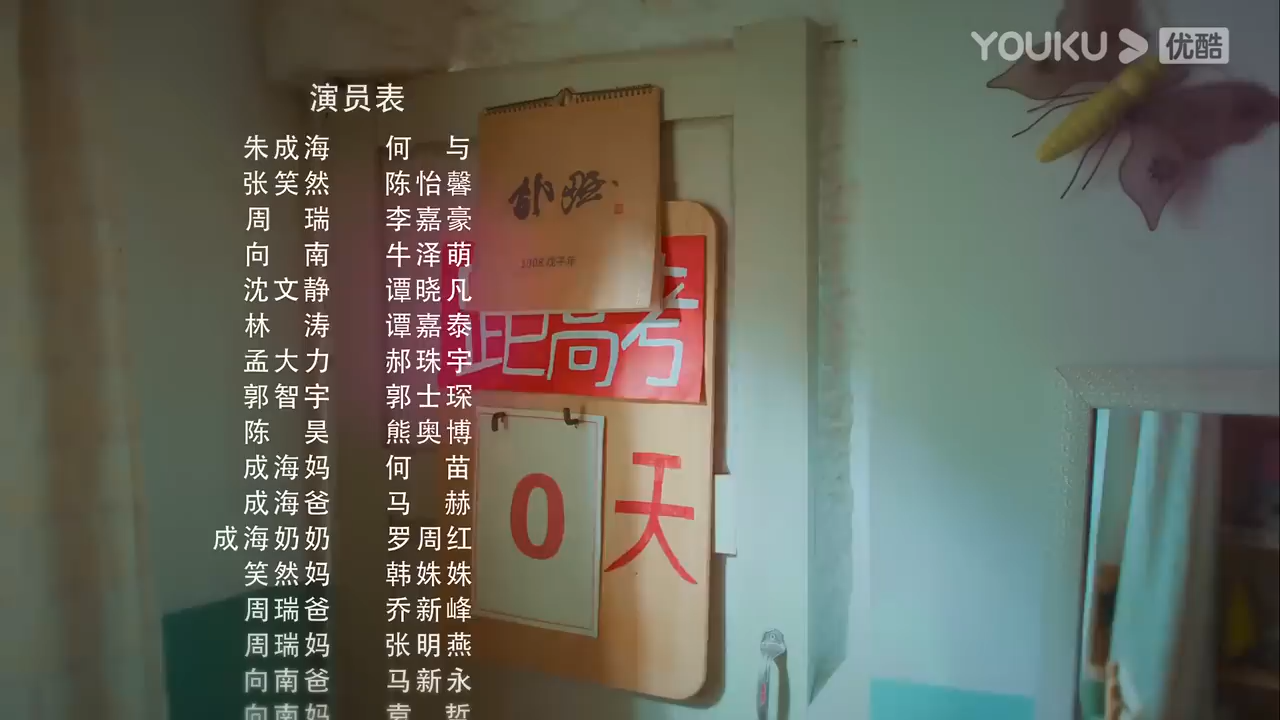 YOUKU 优酷
演员表
朱成海 何与
张笑然 陈怡馨
周瑞 李嘉豪
向南 牛泽萌
沈文静 谭晓凡
林涛 谭嘉泰
孟大力 郝珠宇
郭智宇 郭士琛
陈昊 熊奥博
成海妈 何苗
成海爸 马赫
成海奶奶 罗周红
笑然妈 韩姝姝
周瑞爸 乔新峰
周瑞妈 张明燕
向南爸 马新永
向南妈 袁哲
距高考
0天